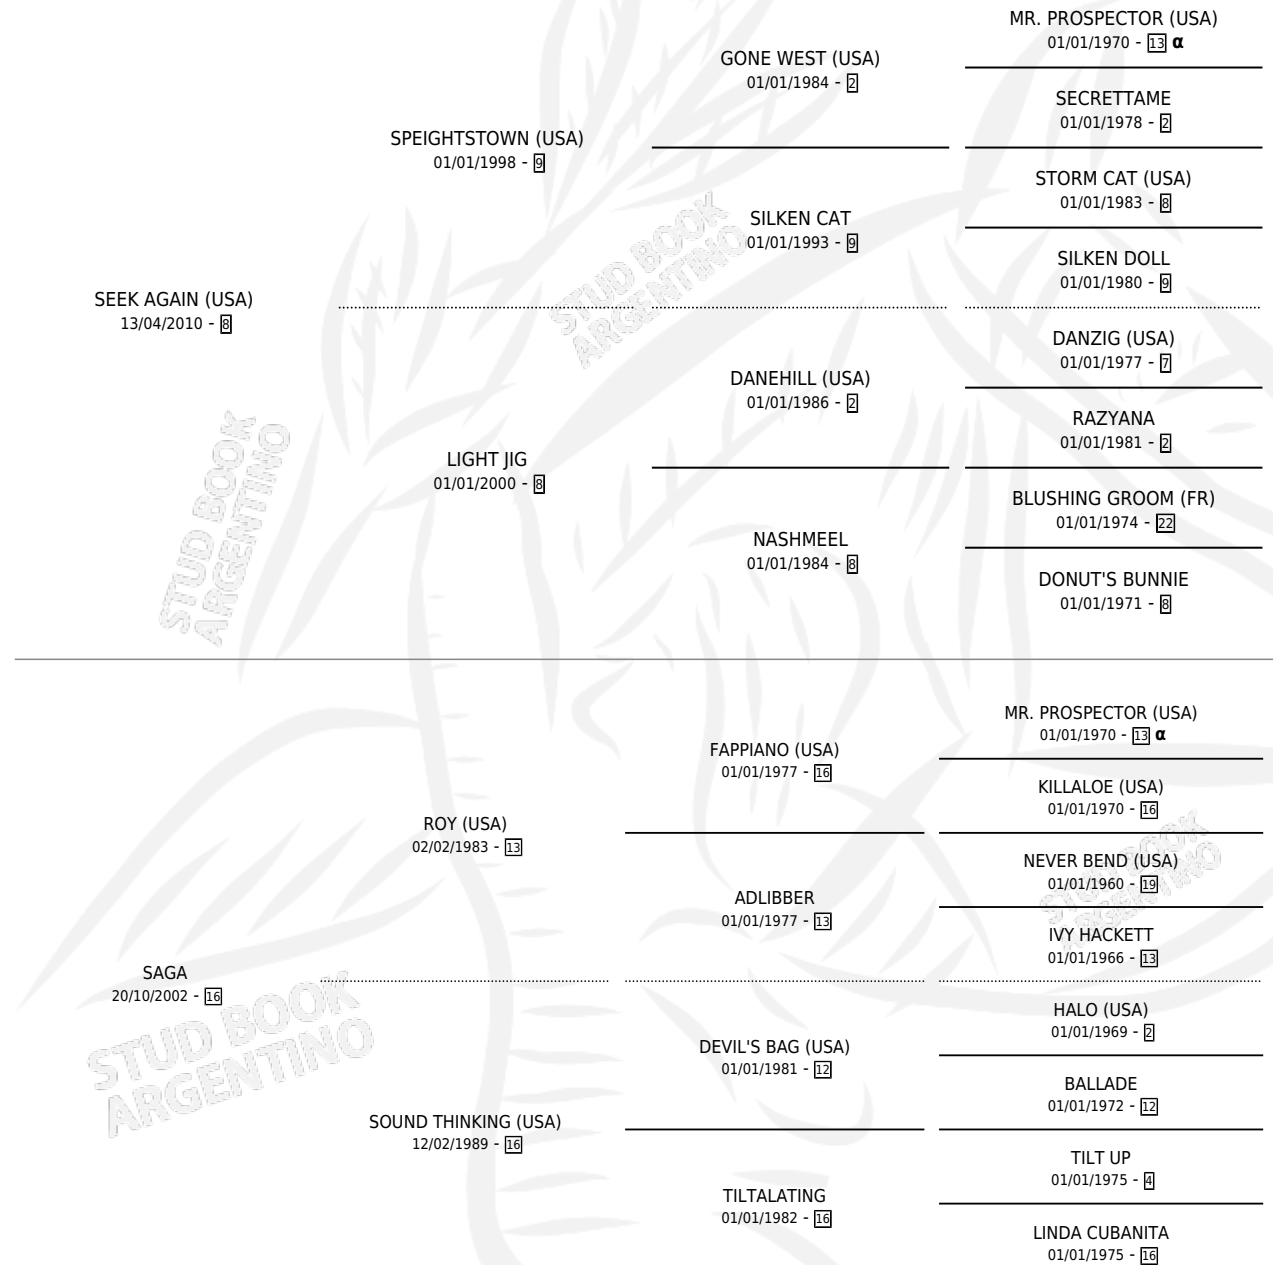 MR. PROSPECTOR (USA)
01/01/1970 - 13 α
GONE WEST (USA)
01/01/1984 - 2
SECRETTAME
01/01/1978 - 2
SPEIGHTSTOWN (USA)
01/01/1998 - 9
STORM CAT (USA)
01/01/1983 - 8
SILKEN CAT
01/01/1993 - 9
SILKEN DOLL
01/01/1980 - 9
STUD BOOK
ARGENTINO
SEEK AGAIN (USA)
13/04/2010 - 8
DANZIG (USA)
01/01/1977 - 7
DANEHILL (USA)
01/01/1986 - 2
RAZYANA
01/01/1981 - 2
LIGHT JIG
01/01/2000 - 8
BLUSHING GROOM (FR)
01/01/1974 - 22
NASHMEEL
01/01/1984 - 8
DONUT'S BUNNIE
01/01/1971 - 8
STUD BOOK
ARGENTINO
MR. PROSPECTOR (USA)
01/01/1970 - 13 α
FAPPIANO (USA)
01/01/1977 - 16
KILLALOE (USA)
01/01/1970 - 16
ROY (USA)
02/02/1983 - 13
NEVER BEND (USA)
01/01/1960 - 19
ADLIBBER
01/01/1977 - 13
IVY HACKETT
01/01/1966 - 13
STUD BOOK
ARGENTINO
SAGA
20/10/2002 - 16
HALO (USA)
01/01/1969 - 2
DEVIL'S BAG (USA)
01/01/1981 - 12
BALLADE
01/01/1972 - 12
SOUND THINKING (USA)
12/02/1989 - 16
TILT UP
01/01/1975 - 4
TILTALATING
01/01/1982 - 16
LINDA CUBANITA
01/01/1975 - 16
STUD BOOK
ARGENTINO